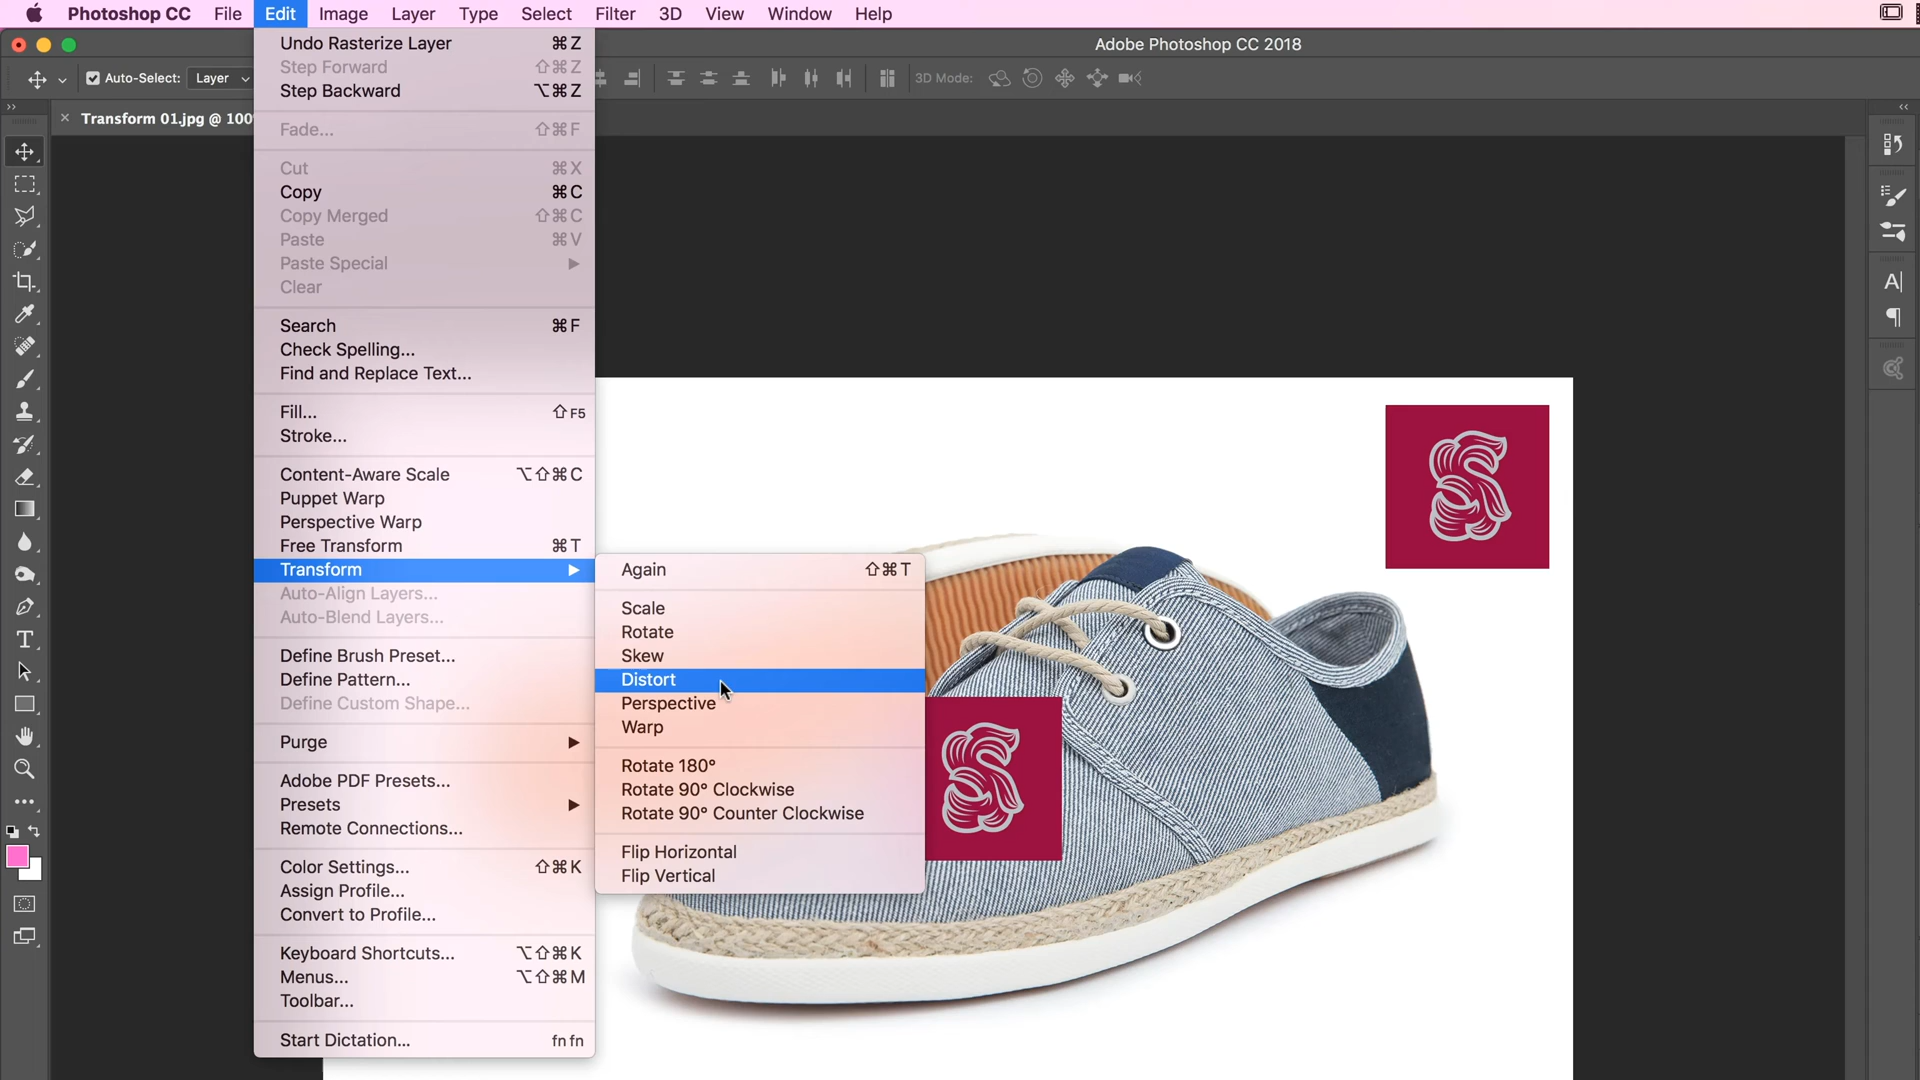 Photoshop CC File Edit Image Layer Type Select Filter 3D View Window Help
Adobe Photoshop CC 2018
Auto-Select: Layer
3D Mode:
Transform 01.jpg @ 100
Undo Rasterize Layer ⌘Z
Step Forward ⇧⌘Z
Step Backward ⌥⌘Z
Fade... ⇧⌘F
Cut ⌘X
Copy ⌘C
Copy Merged ⇧⌘C
Paste ⌘V
Paste Special
Clear
Search ⌘F
Check Spelling...
Find and Replace Text...
Fill... ⇧F5
Stroke...
Content-Aware Scale ⌥⇧⌘C
Puppet Warp
Perspective Warp
Free Transform ⌘T
Transform
Auto-Align Layers...
Auto-Blend Layers...
Define Brush Preset...
Define Pattern...
Define Custom Shape...
Purge
Adobe PDF Presets...
Presets
Remote Connections...
Color Settings... ⇧⌘K
Assign Profile...
Convert to Profile...
Keyboard Shortcuts... ⌥⇧⌘K
Menus... ⌥⇧⌘M
Toolbar...
Start Dictation... fn fn
Again ⇧⌘T
Scale
Rotate
Skew
Distort
Perspective
Warp
Rotate 180°
Rotate 90° Clockwise
Rotate 90° Counter Clockwise
Flip Horizontal
Flip Vertical
S
S